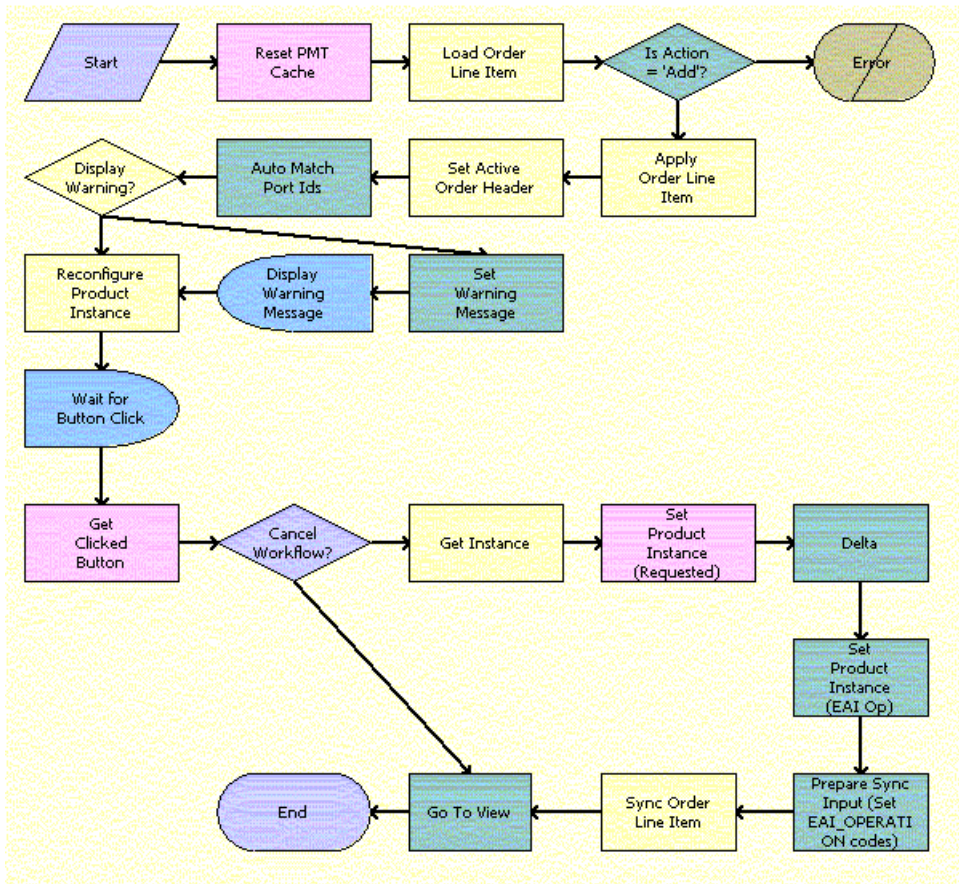 Start
Reset PMT
Cache
Load Order
Line Item
Is Action
= 'Add'?
Error
Display
Warning?
Auto Match
Port Ids
Set Active
Order Header
Apply
Order Line
Item
Reconfigure
Product
Instance
Display
Warning
Message
Set
Warning
Message
Wait for
Button Click
Get
Clicked
Button
Cancel
Workflow?
Get Instance
Set
Product
Instance
(Requested)
Delta
Set
Product
Instance
(EAI Op)
End
Go To View
Sync Order
Line Item
Prepare Sync
Input (Set
EAI_OPERATI
ON codes)